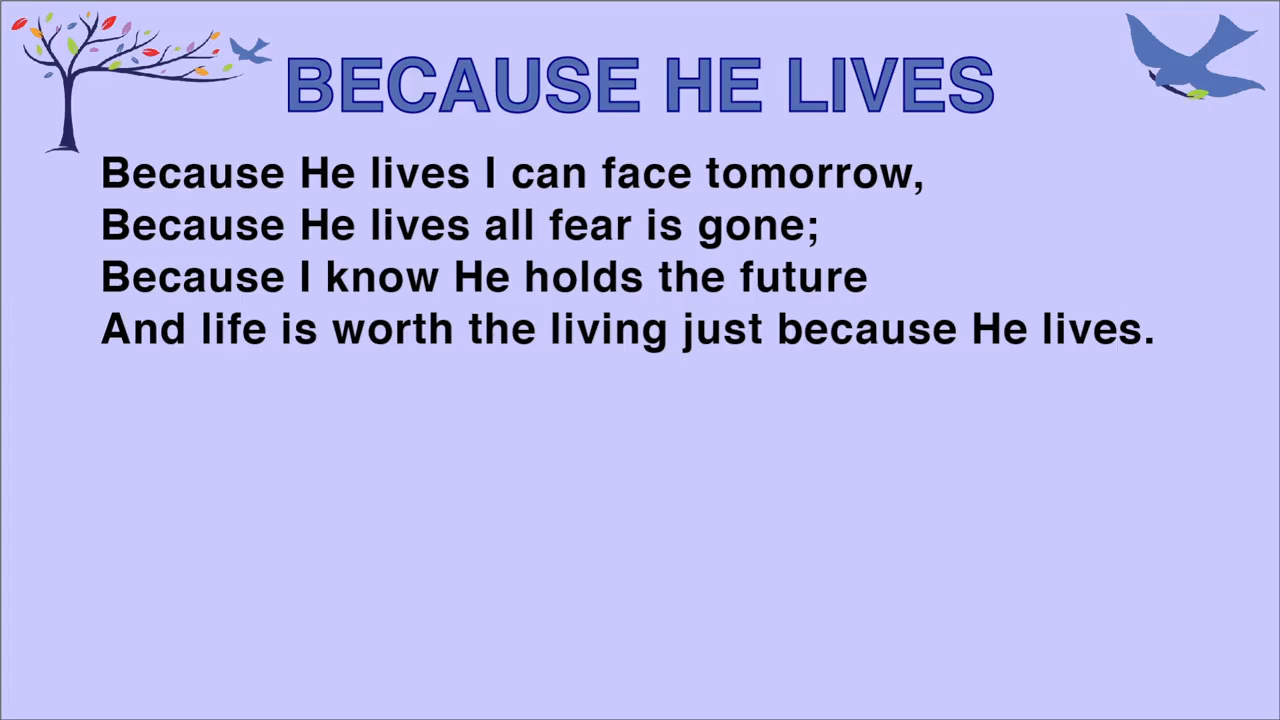 BECAUSE HE LIVES
Because He lives I can face tomorrow,
Because He lives all fear is gone;
Because I know He holds the future
And life is worth the living just because He lives.